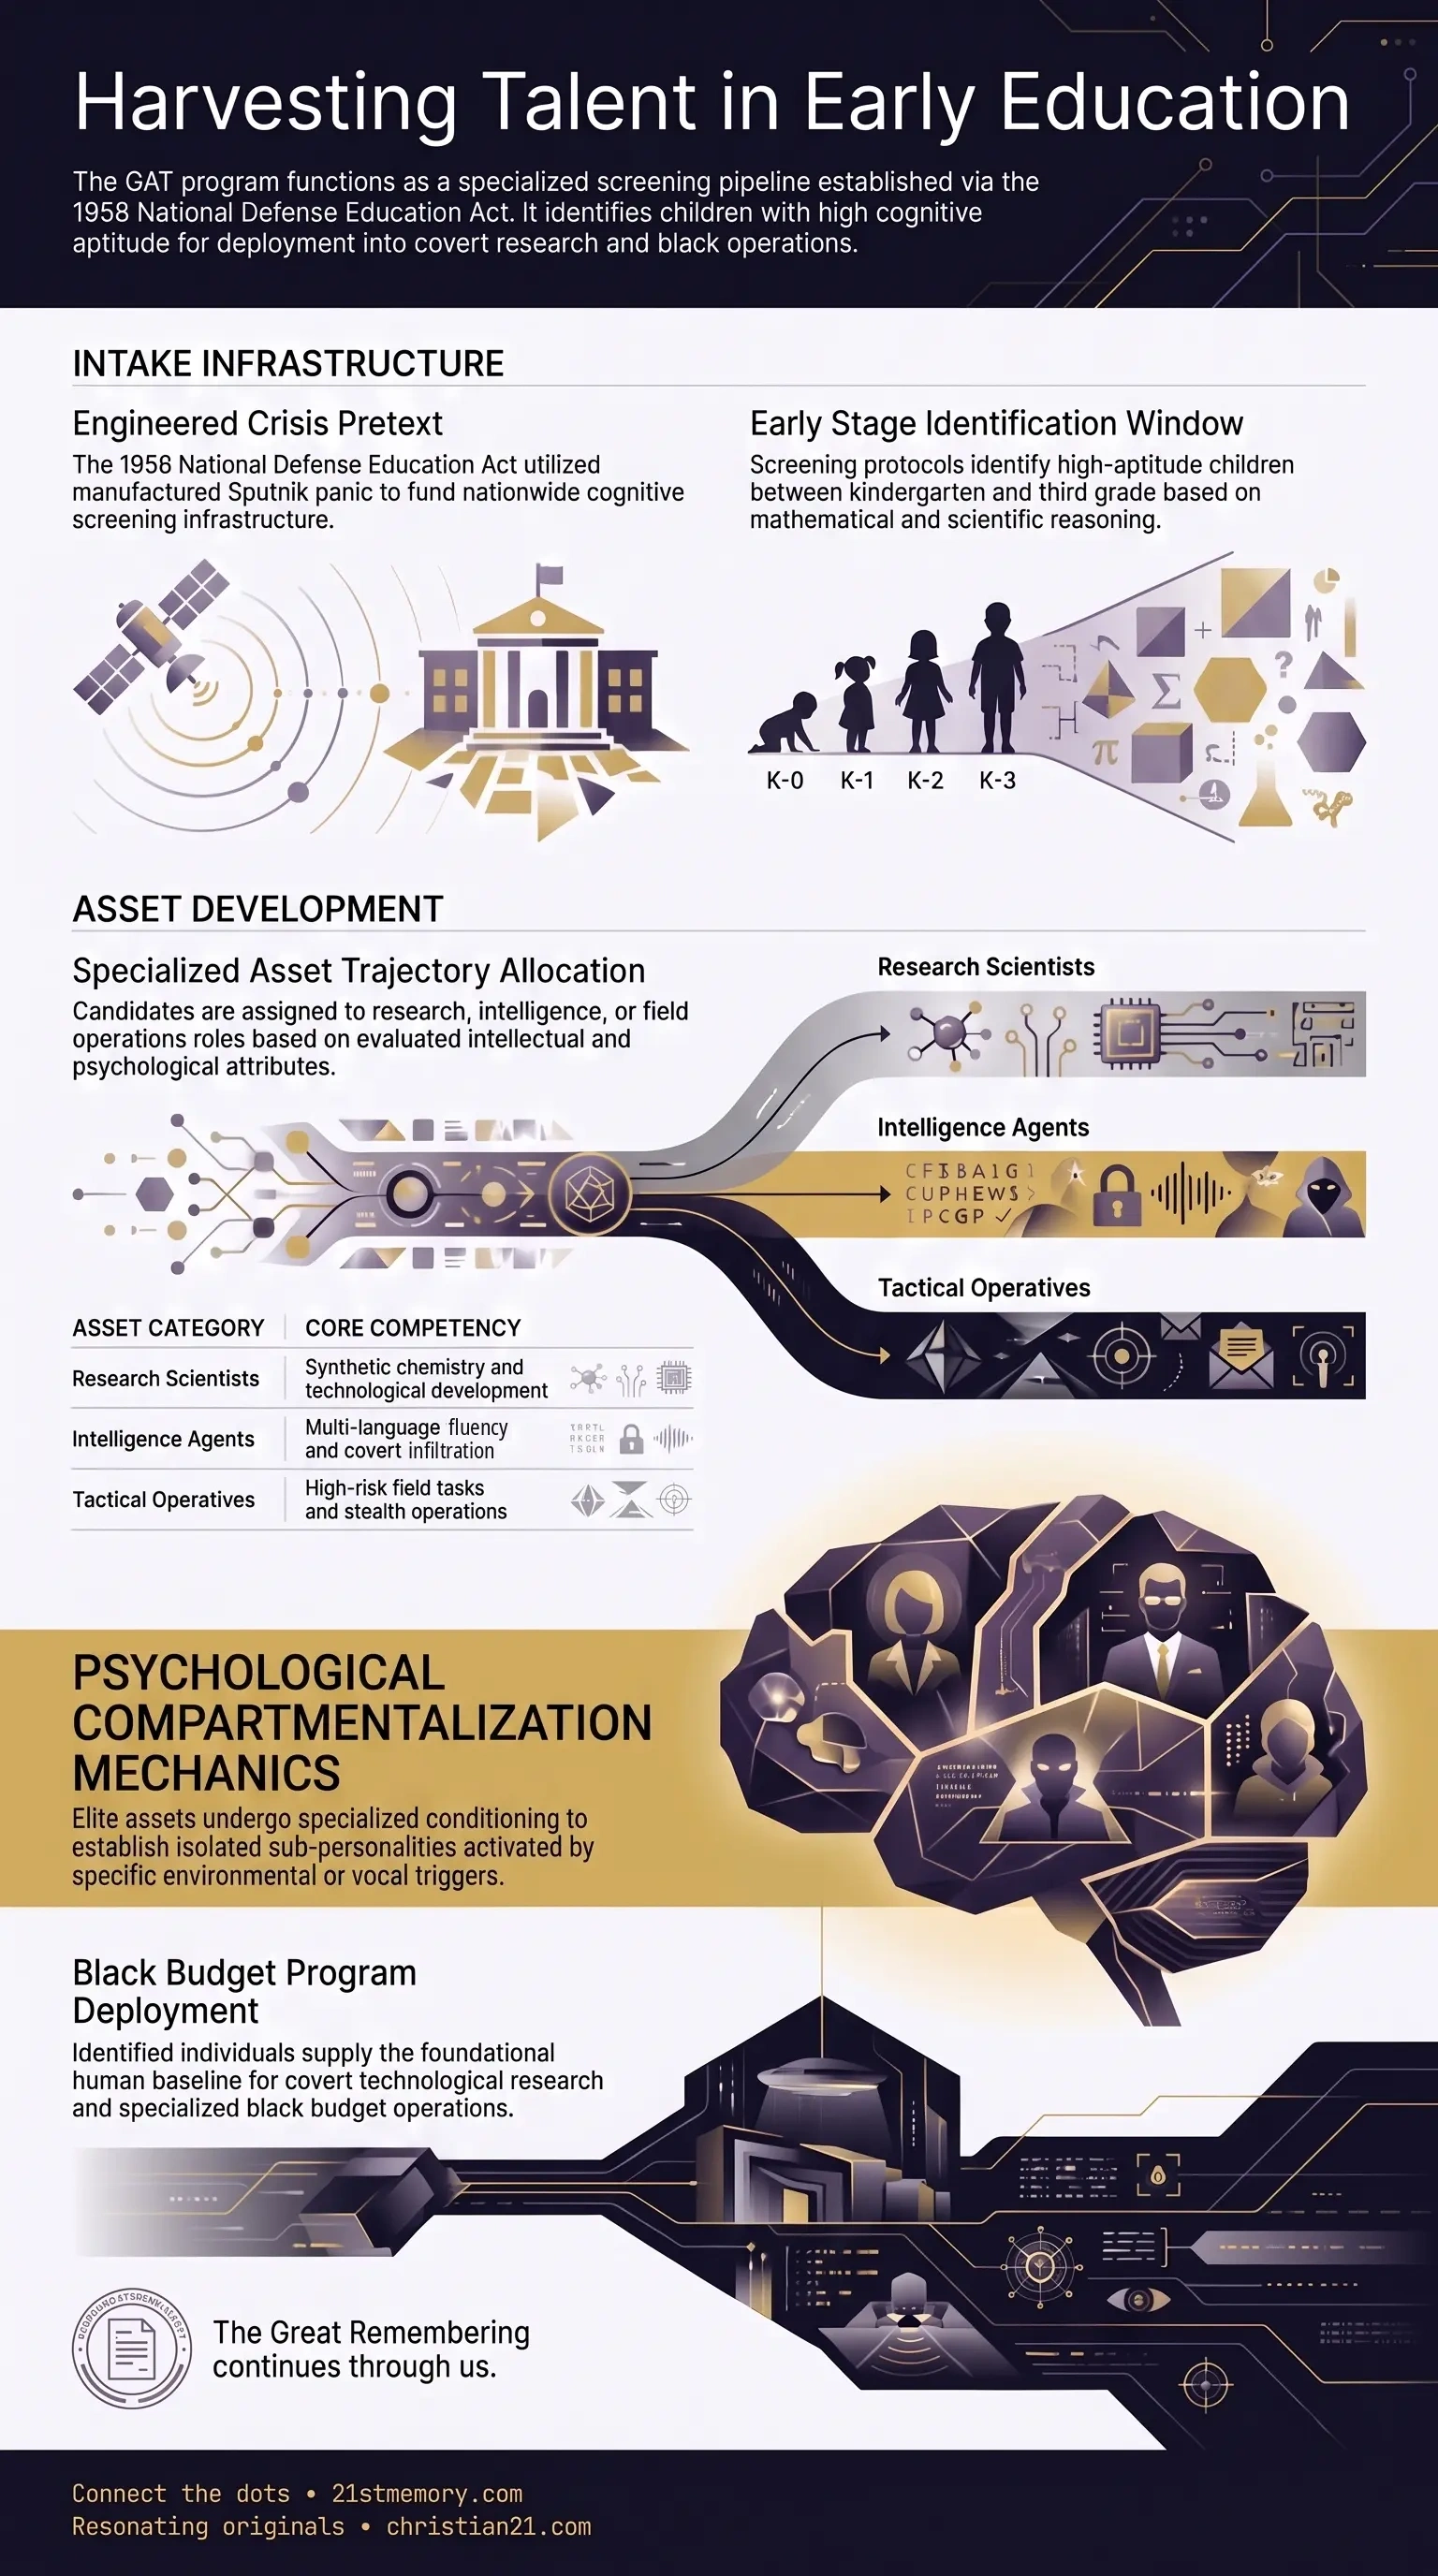 Harvesting Talent in Early Education
The GAT program functions as a specialized screening pipeline established via the
1958 National Defense Education Act. It identifies children with high cognitive
aptitude for deployment into covert research and black operations.
INTAKE INFRASTRUCTURE
Engineered Crisis Pretext
The 1958 National Defense Education Act utilized
manufactured Sputnik panic to fund nationwide cognitive
screening infrastructure.
Early Stage Identification Window
Screening protocols identify high-aptitude children
between kindergarten and third grade based on
mathematical and scientific reasoning.
+
?
Σ
π
K-0 K-1 K-2 K-3
ASSET DEVELOPMENT
Specialized Asset Trajectory Allocation
Candidates are assigned to research, intelligence, or field
operations roles based on evaluated intellectual and
psychological attributes.
Research Scientists
Intelligence Agents
CUPHEWS
IPCGP
Tactical Operatives
ASSET CATEGORY CORE COMPETENCY
Research Scientists Synthetic chemistry and
technological development
Intelligence Agents Multi-language fluency
and covert infiltration
Tactical Operatives High-risk field tasks
and stealth operations
PSYCHOLOGICAL
COMPARTMENTALIZATION
MECHANICS
Elite assets undergo specialized conditioning to
establish isolated sub-personalities activated by
specific environmental or vocal triggers.
Black Budget Program
Deployment
Identified individuals supply the foundational
human baseline for covert technological research
and specialized black budget operations.
The Great Remembering
continues through us.
Connect the dots • 21stmemory.com
Resonating originals • christian21.com